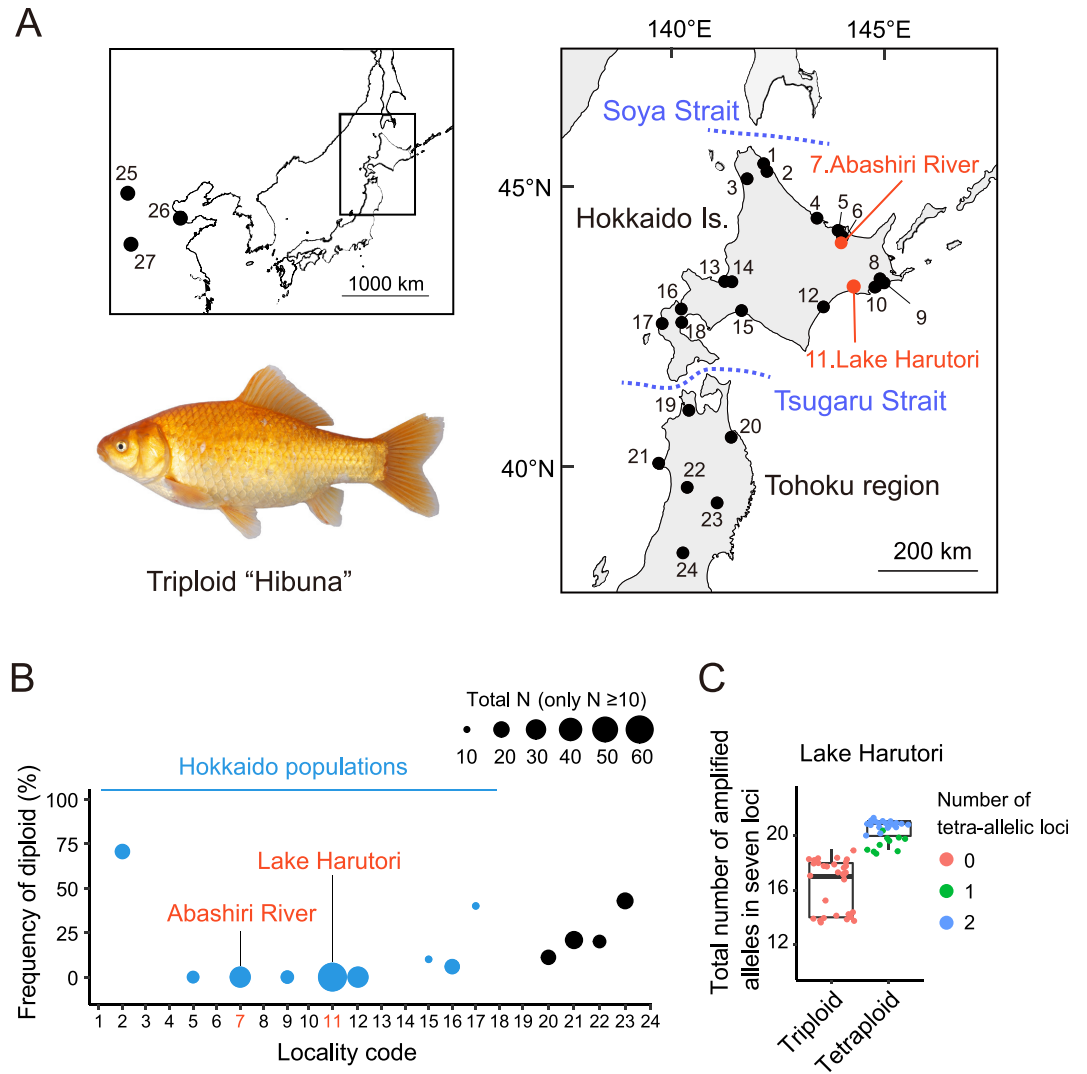 A
25
26
27
1000 km
Triploid “Hibuna”
140°E
145°E
45°N
40°N
Soya Strait
1
2
3
7.Abashiri River
4
5
6
Hokkaido Is.
8
13
14
9
10
12
16
15
17
18
11.Lake Harutori
Tsugaru Strait
19
20
21
22
Tohoku region
23
24
200 km
B
Total N (only N ≥10)
10 20 30 40 50 60
Hokkaido populations
Frequency of diploid (%)
100
75
50
25
0
Lake Harutori
Abashiri River
1 2 3 4 5 6 7 8 9 10 11 12 13 14 15 16 17 18 19 20 21 22 23 24
Locality code
C
Total number of amplified
alleles in seven loci
Lake Harutori
20
16
12
Triploid
Tetraploid
Number of
tetra-allelic loci
0
1
2